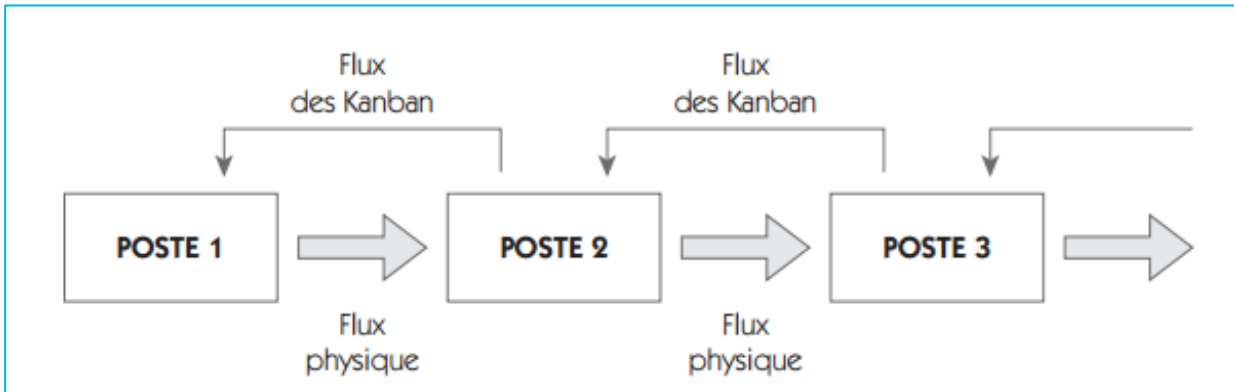 Flux
des Kanban
Flux
des Kanban
POSTE 1
POSTE 2
POSTE 3
Flux
physique
Flux
physique